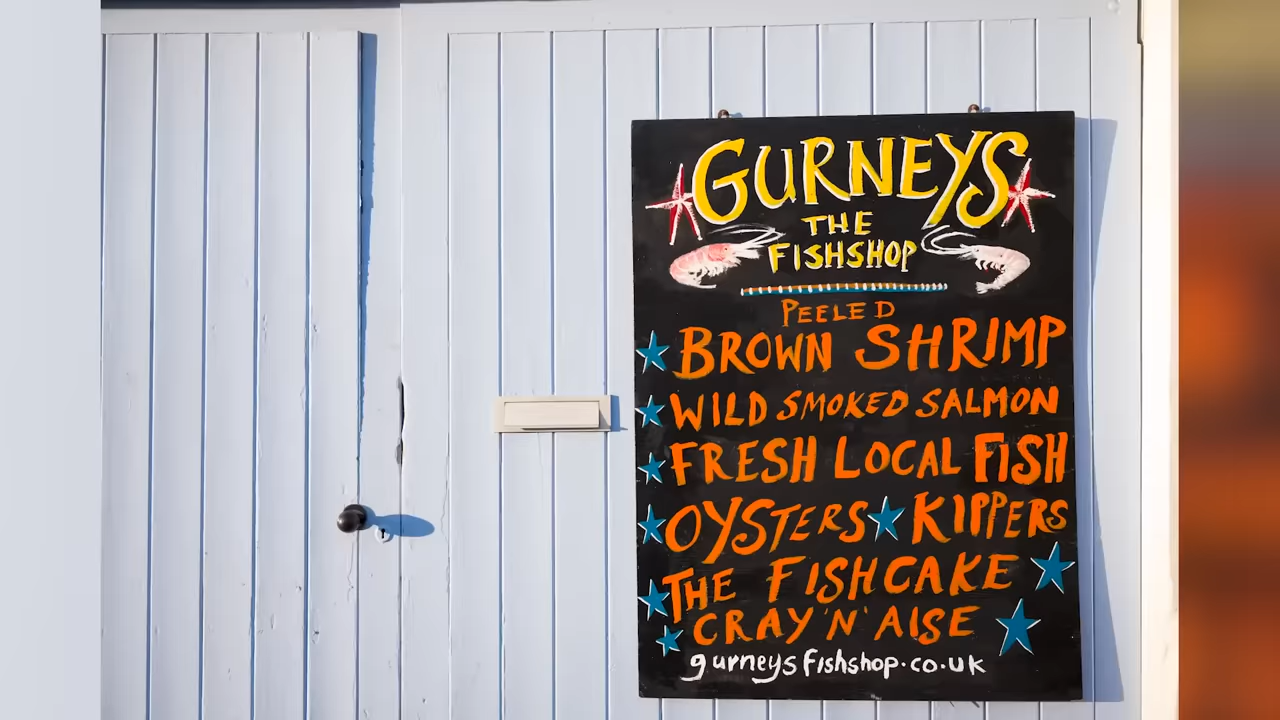 GURNEYS
THE
FISHSHOP
PEELED
BROWN SHRIMP
WILD SMOKED SALMON
FRESH LOCAL FISH
OYSTERS KIPPERS
THE FISHCAKE
CRAY'N'AISE
gurneysfishshop.co.uk